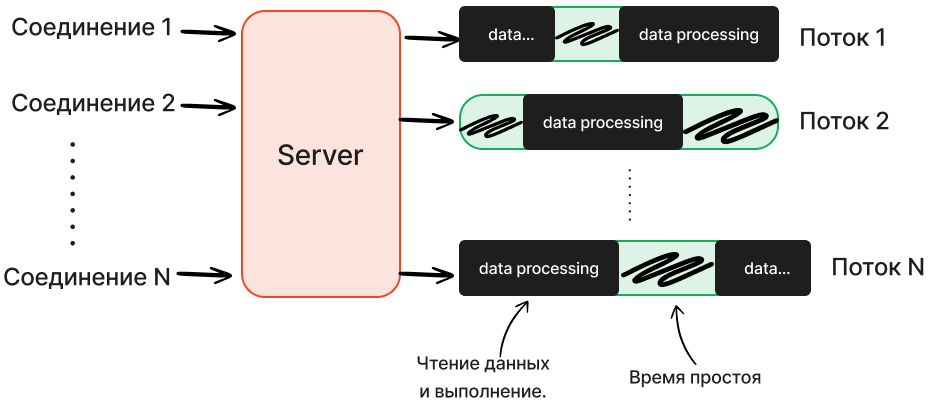 Соединение 1
data...
data processing
Поток 1
Соединение 2
data processing
Поток 2
Server
Соединение N
data processing
data...
Поток N
Чтение данных
и выполнение.
Время простоя